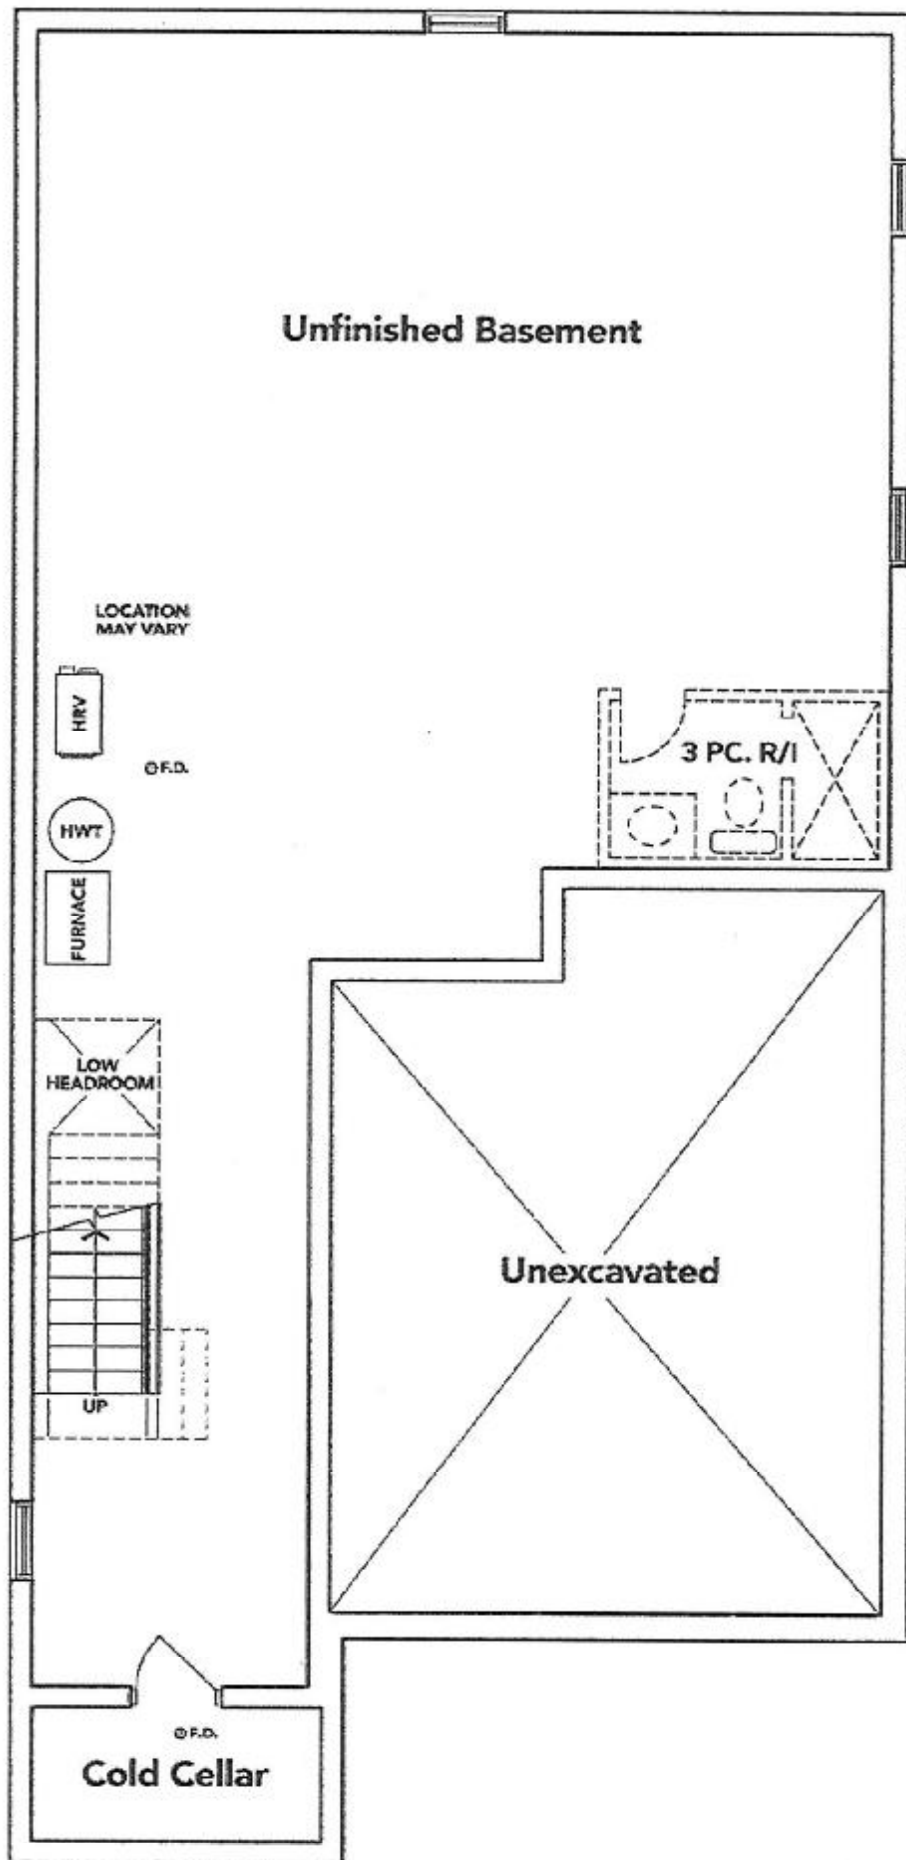 Unfinished Basement
LOCATION
MAY VARY
HRV
F.D.
3 PC. R/I
HWT
FURNACE
LOW
HEADROOM
Unexcavated
UP
F.D.
Cold Cellar